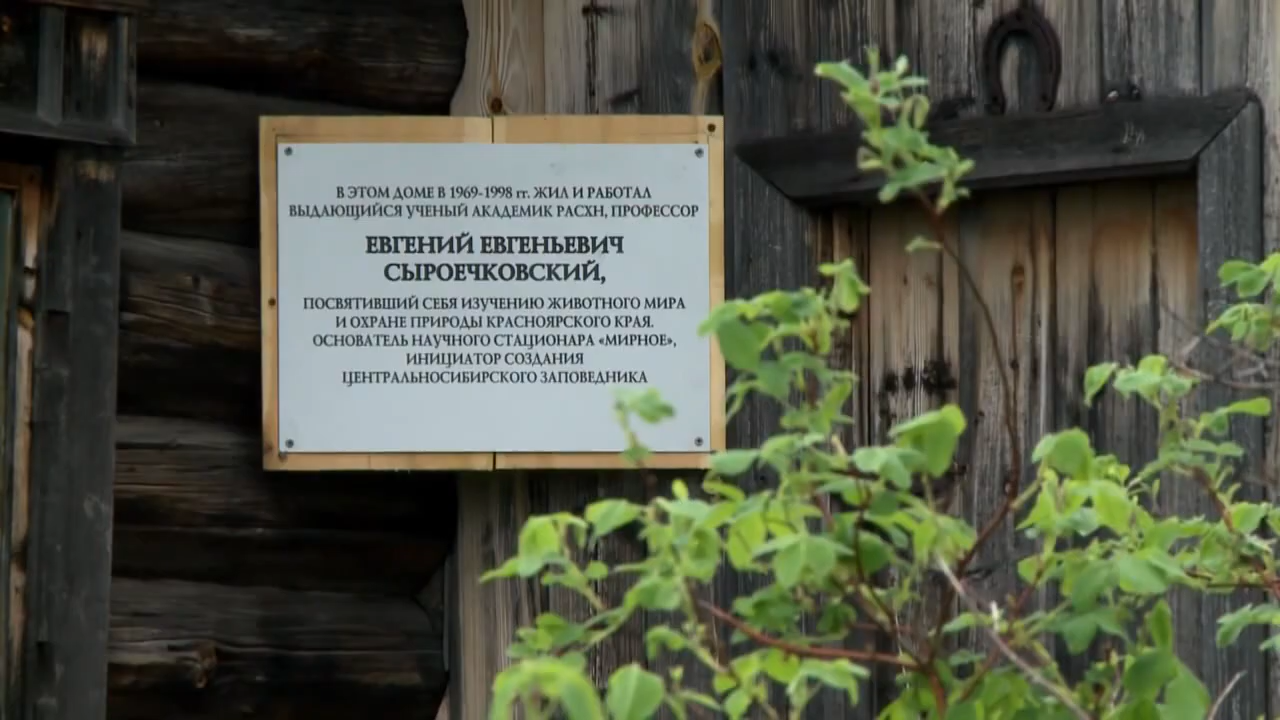 В ЭТОМ ДОМЕ В 1969-1998 гг. ЖИЛ И РАБОТАЛ
ВЫДАЮЩИЙСЯ УЧЕНЫЙ АКАДЕМИК РАСХН, ПРОФЕССОР
ЕВГЕНИЙ ЕВГЕНЬЕВИЧ
СЫРОЕЧКОВСКИЙ,
ПОСВЯТИВШИЙ СЕБЯ ИЗУЧЕНИЮ ЖИВОТНОГО МИРА
И ОХРАНЕ ПРИРОДЫ КРАСНОЯРСКОГО КРАЯ.
ОСНОВАТЕЛЬ НАУЧНОГО СТАЦИОНАРА «МИРНОЕ»,
ИНИЦИАТОР СОЗДАНИЯ
ЦЕНТРАЛЬНОСИБИРСКОГО ЗАПОВЕДНИКА